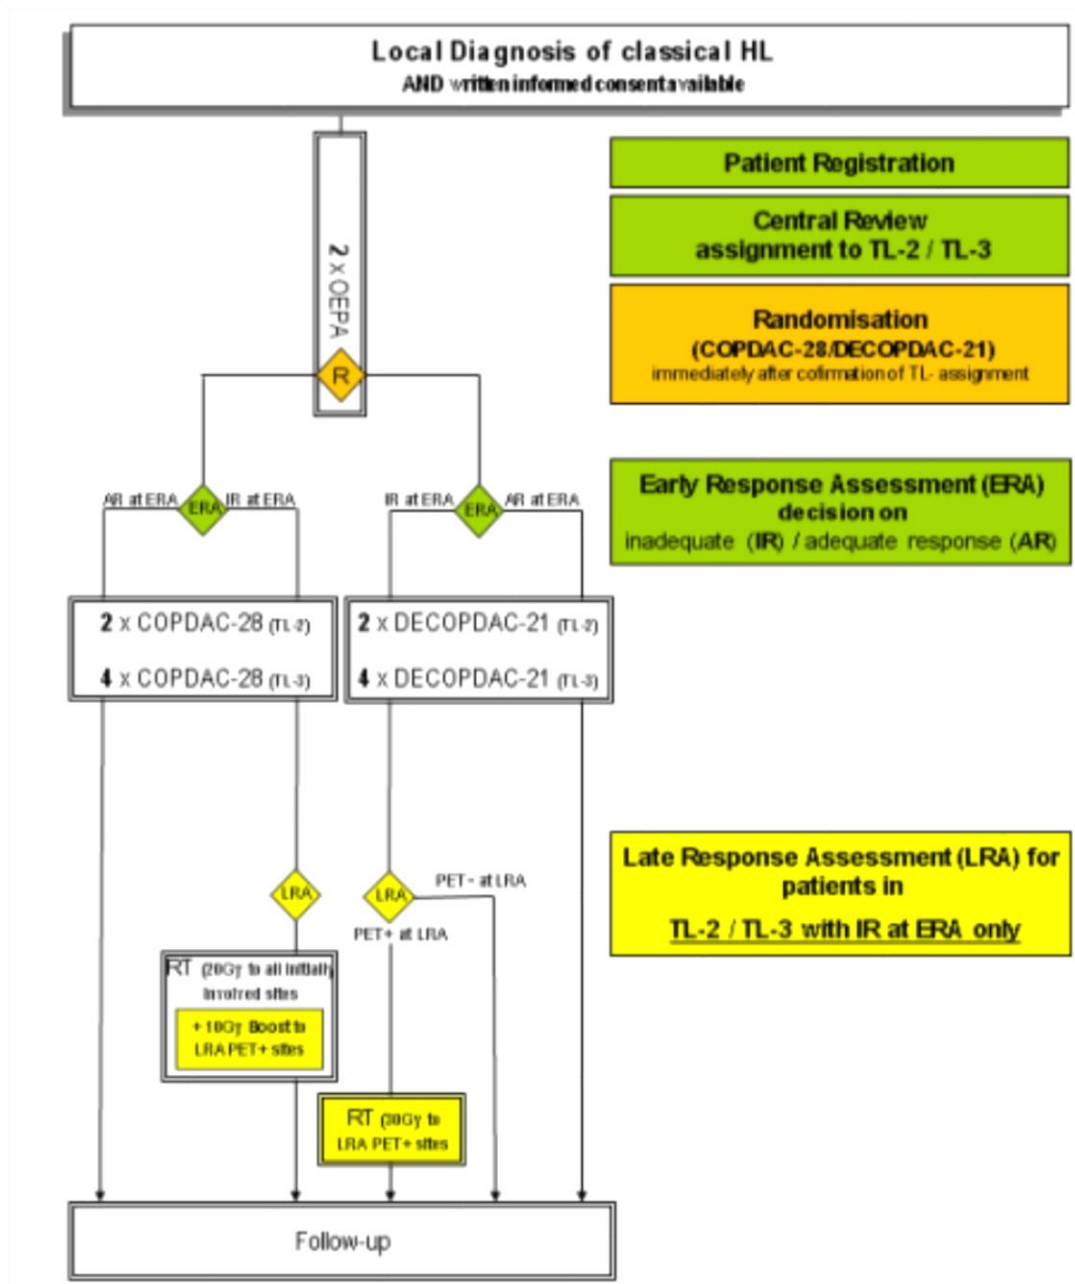 Local Diagnosis of classical HL
AND written informed consent available
Patient Registration
Central Review
assignment to TL-2 / TL-3
2 x OEPA
R
Randomisation
(COPDAC-28/DECOPDAC-21)
immediately after cofirmation of TL- assignment
AR at ERA
ERA
IR at ERA
IR at ERA
ERA
AR at ERA
Early Response Assessment (ERA)
decision on
inadequate (IR) / adequate response (AR)
2 x COPDAC-28 (TL-2)
4 x COPDAC-28 (TL-3)
2 x DECOPDAC-21 (TL-2)
4 x DECOPDAC-21 (TL-3)
LRA
LRA
PET- at LRA
PET+ at LRA
Late Response Assessment (LRA) for
patients in
TL-2 / TL-3 with IR at ERA only
RT (20Gy to all initially
involved sites
+ 10Gy Boost to
LRA PET+ sites
RT (30Gy to
LRA PET+ sites
Follow-up